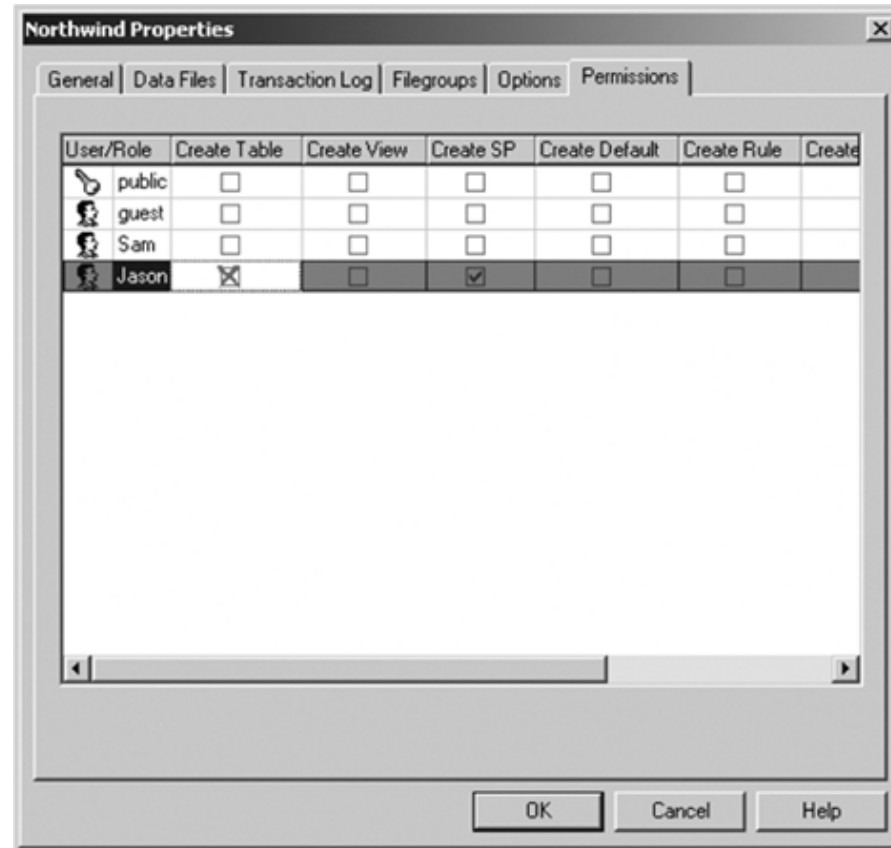 Northwind Properties
General Data Files Transaction Log Filegroups Options Permissions
User/Role Create Table Create View Create SP Create Default Create Rule Create
public
guest
Sam
Jason
OK Cancel Help